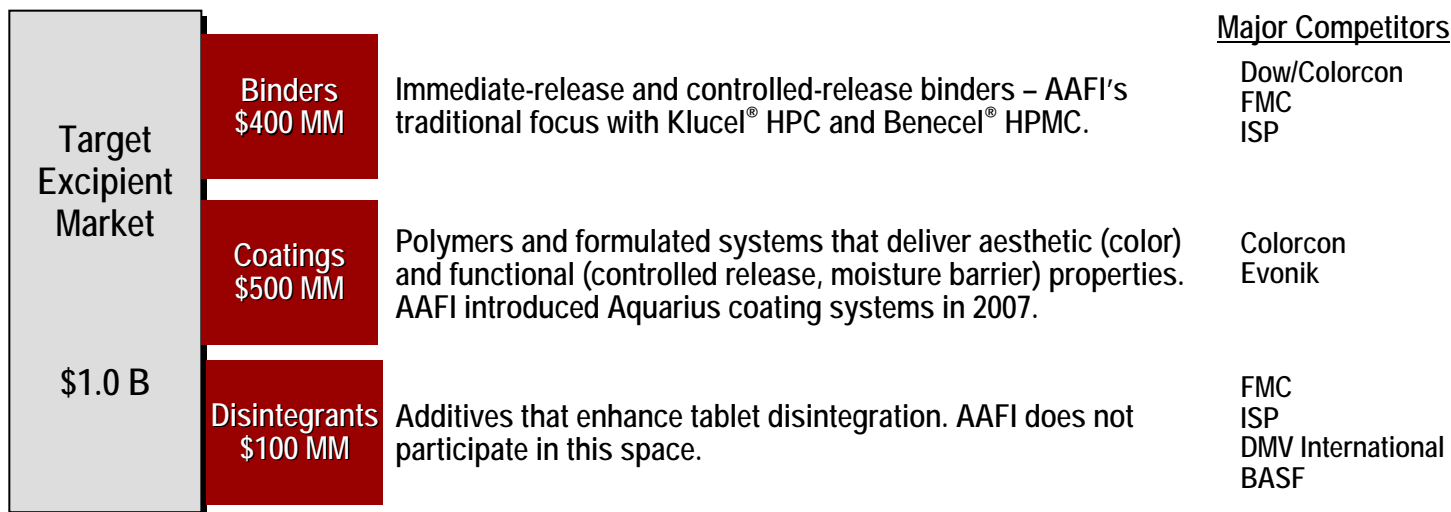 Major Competitors
Target
Excipient
Market
$1.0 B
Binders
$400 MM
Immediate-release and controlled-release binders – AAFI's
traditional focus with Klucel® HPC and Benecel® HPMC.
Dow/Colorcon
FMC
ISP
Coatings
$500 MM
Polymers and formulated systems that deliver aesthetic (color)
and functional (controlled release, moisture barrier) properties.
AAFI introduced Aquarius coating systems in 2007.
Colorcon
Evonik
Disintegrants
$100 MM
Additives that enhance tablet disintegration. AAFI does not
participate in this space.
FMC
ISP
DMV International
BASF